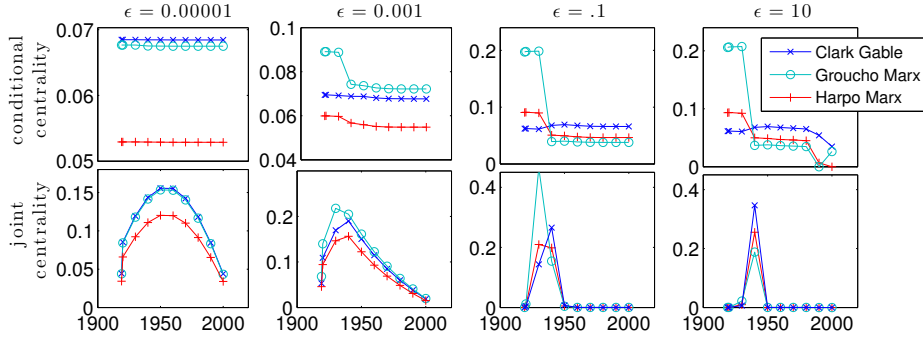 ϵ = 0.00001
ϵ = 0.001
ϵ = .1
ϵ = 10
conditional
centrality
0.07
0.06
0.05
0.1
0.08
0.06
0.04
0.2
0.1
0
0.2
0.1
0
Clark Gable
Groucho Marx
Harpo Marx
joint
centrality
0.15
0.1
0.05
0
0.2
0.1
0
0.4
0.2
0
0.4
0.2
0
1900 1950 2000
1900 1950 2000
1900 1950 2000
1900 1950 2000